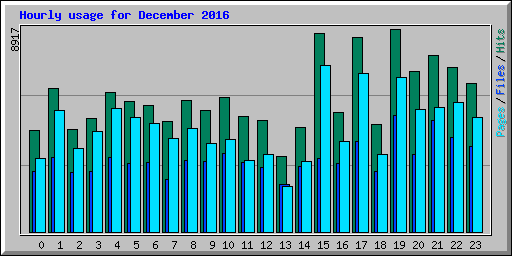 Hourly usage for December 2016
8917
Pages/Files/Hits
0 1 2 3 4 5 6 7 8 9 10 11 12 13 14 15 16 17 18 19 20 21 22 23